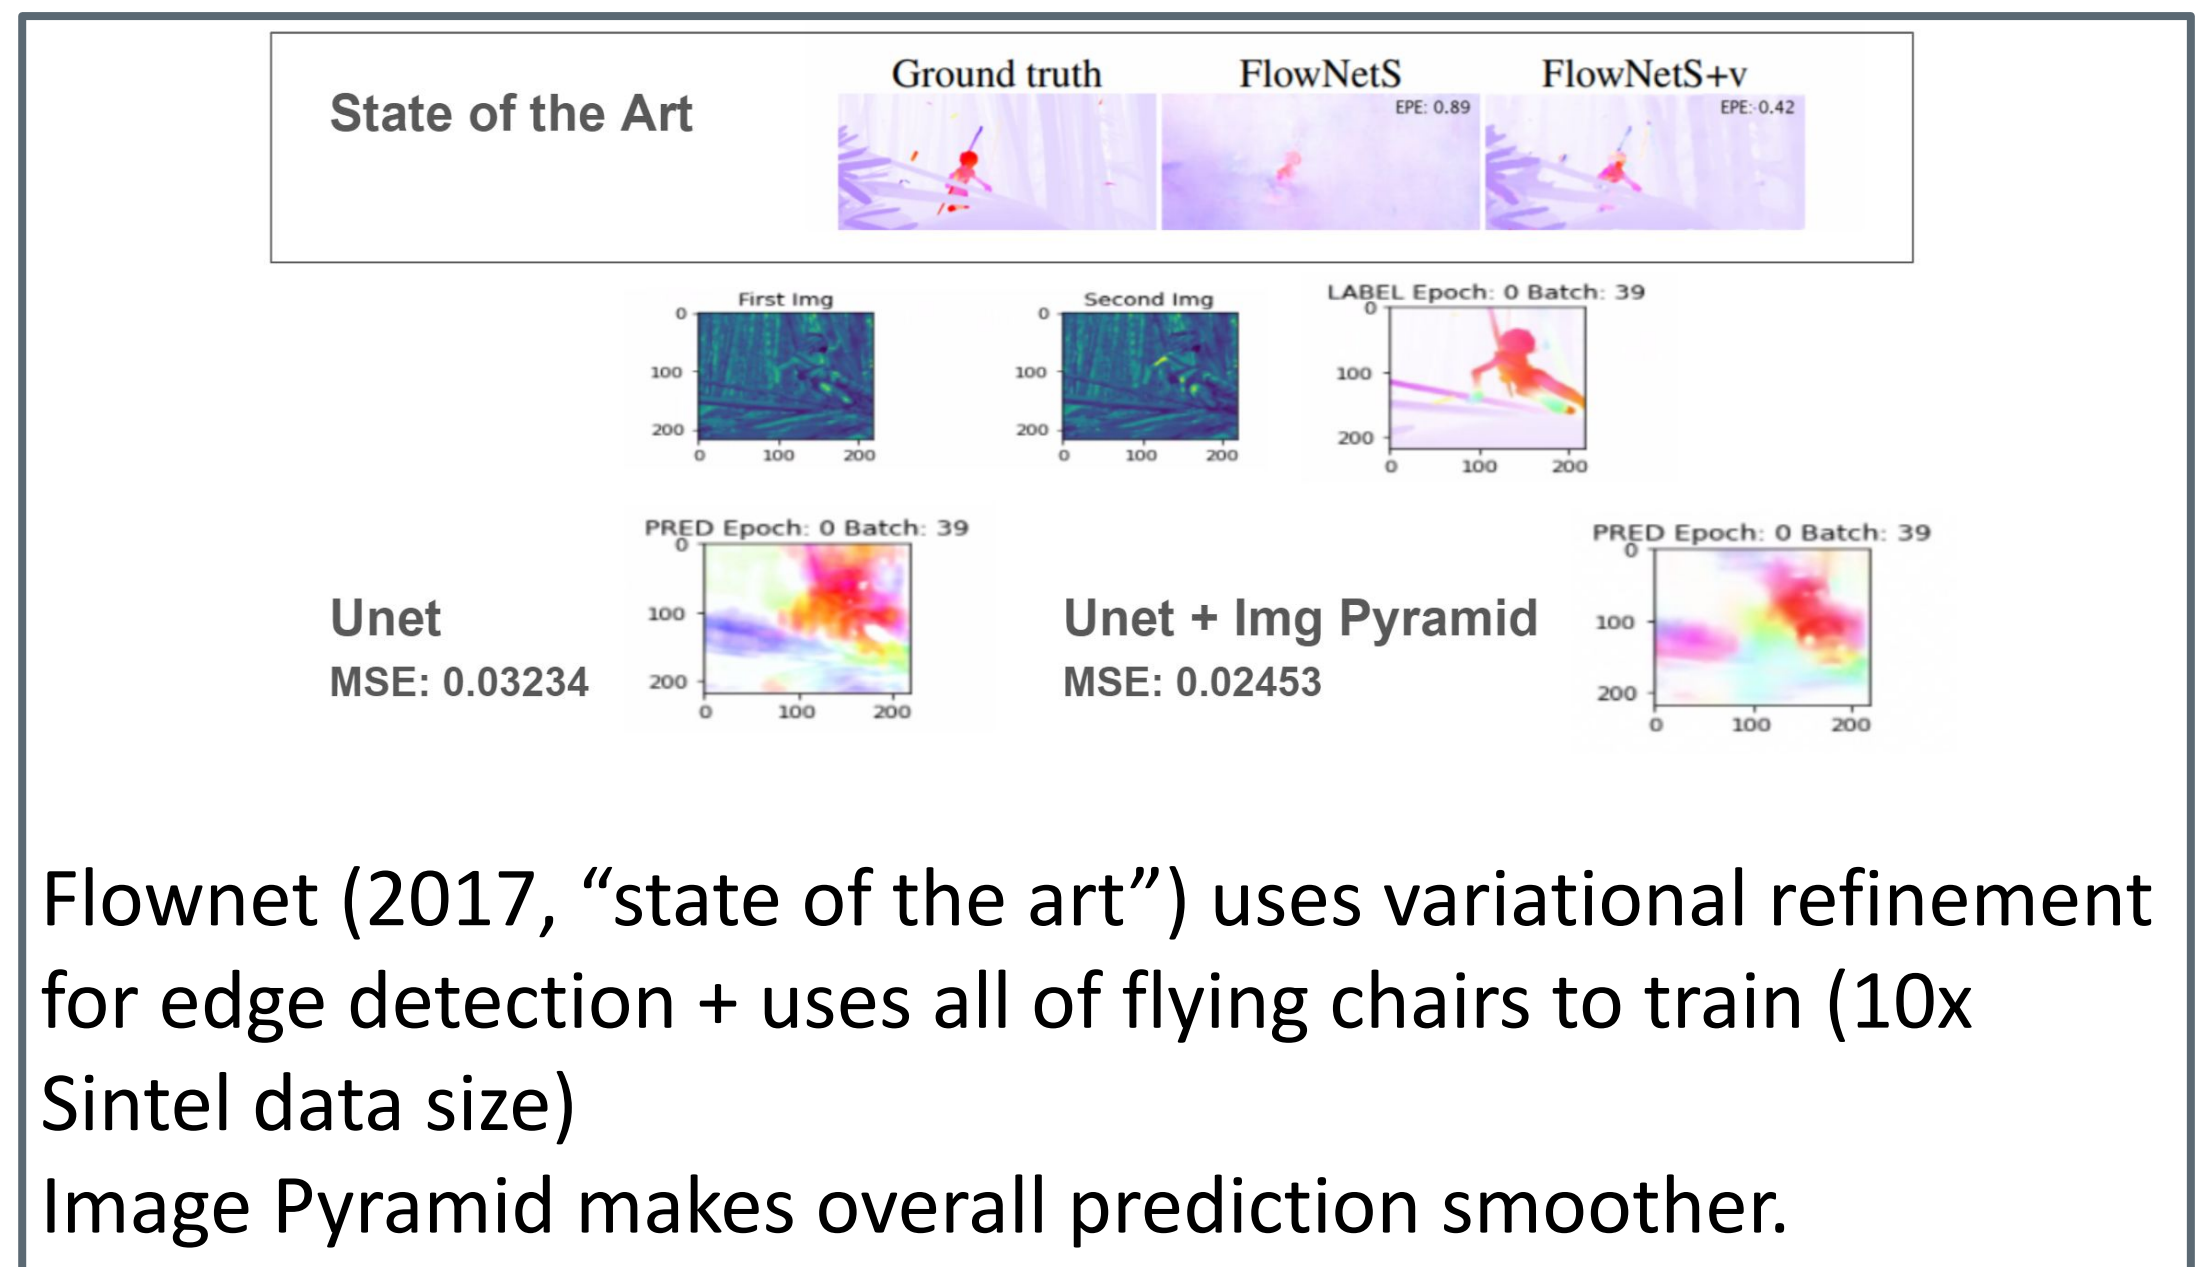 State of the Art
Ground truth
FlowNetS
FlowNetS+v
EPE: 0.89
EPE: 0.42
First Img
0
100
200
0 100 200
Second Img
0
100
200
0 100 200
LABEL Epoch: 0 Batch: 39
0
100
200
0 100 200
Unet
MSE: 0.03234
PRED Epoch: 0 Batch: 39
0
100
200
0 100 200
Unet + Img Pyramid
MSE: 0.02453
PRED Epoch: 0 Batch: 39
0
100
200
0 100 200
Flownet (2017, “state of the art”) uses variational refinement
for edge detection + uses all of flying chairs to train (10x
Sintel data size)
Image Pyramid makes overall prediction smoother.